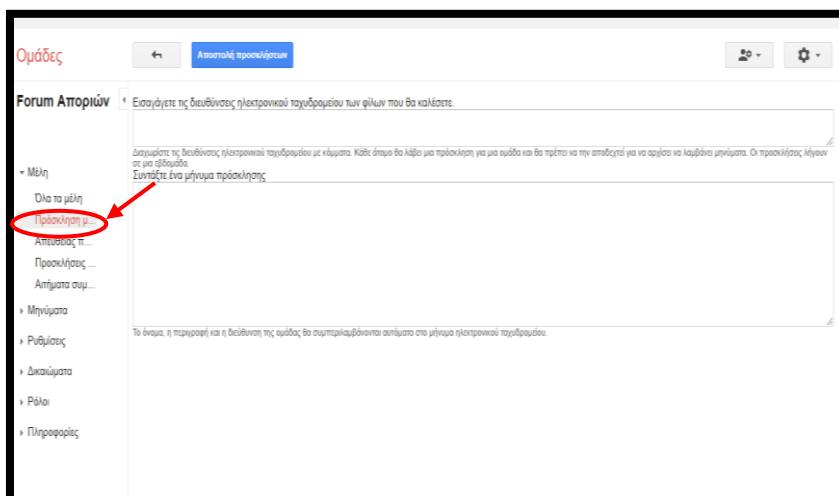 Ομάδες
Αποστολή προσκλήσεων
Forum Αποριών
Εισαγάγετε τις διευθύνσεις ηλεκτρονικού ταχυδρομείου των φίλων που θα καλέσετε.
Διαχωρίστε τις διευθύνσεις ηλεκτρονικού ταχυδρομείου με κόμματα. Κάθε άτομο θα λάβει μια πρόσκληση για μια ομάδα και θα πρέπει να την αποδεχτεί για να αρχίσει να λαμβάνει μηνύματα. Οι προσκλήσεις λήγουν
σε μια εβδομάδα.
Συντάξτε ένα μήνυμα πρόσκλησης
Μέλη
Όλα τα μέλη
Πρόσκληση μ...
Απευθείας π...
Προσκλήσεις ...
Αιτήματα συμ...
Μηνύματα
Ρυθμίσεις
Δικαιώματα
Ρόλοι
Πληροφορίες
Το όνομα, η περιγραφή και η διεύθυνση της ομάδας θα συμπεριλαμβάνονται αυτόματα στο μήνυμα ηλεκτρονικού ταχυδρομείου.